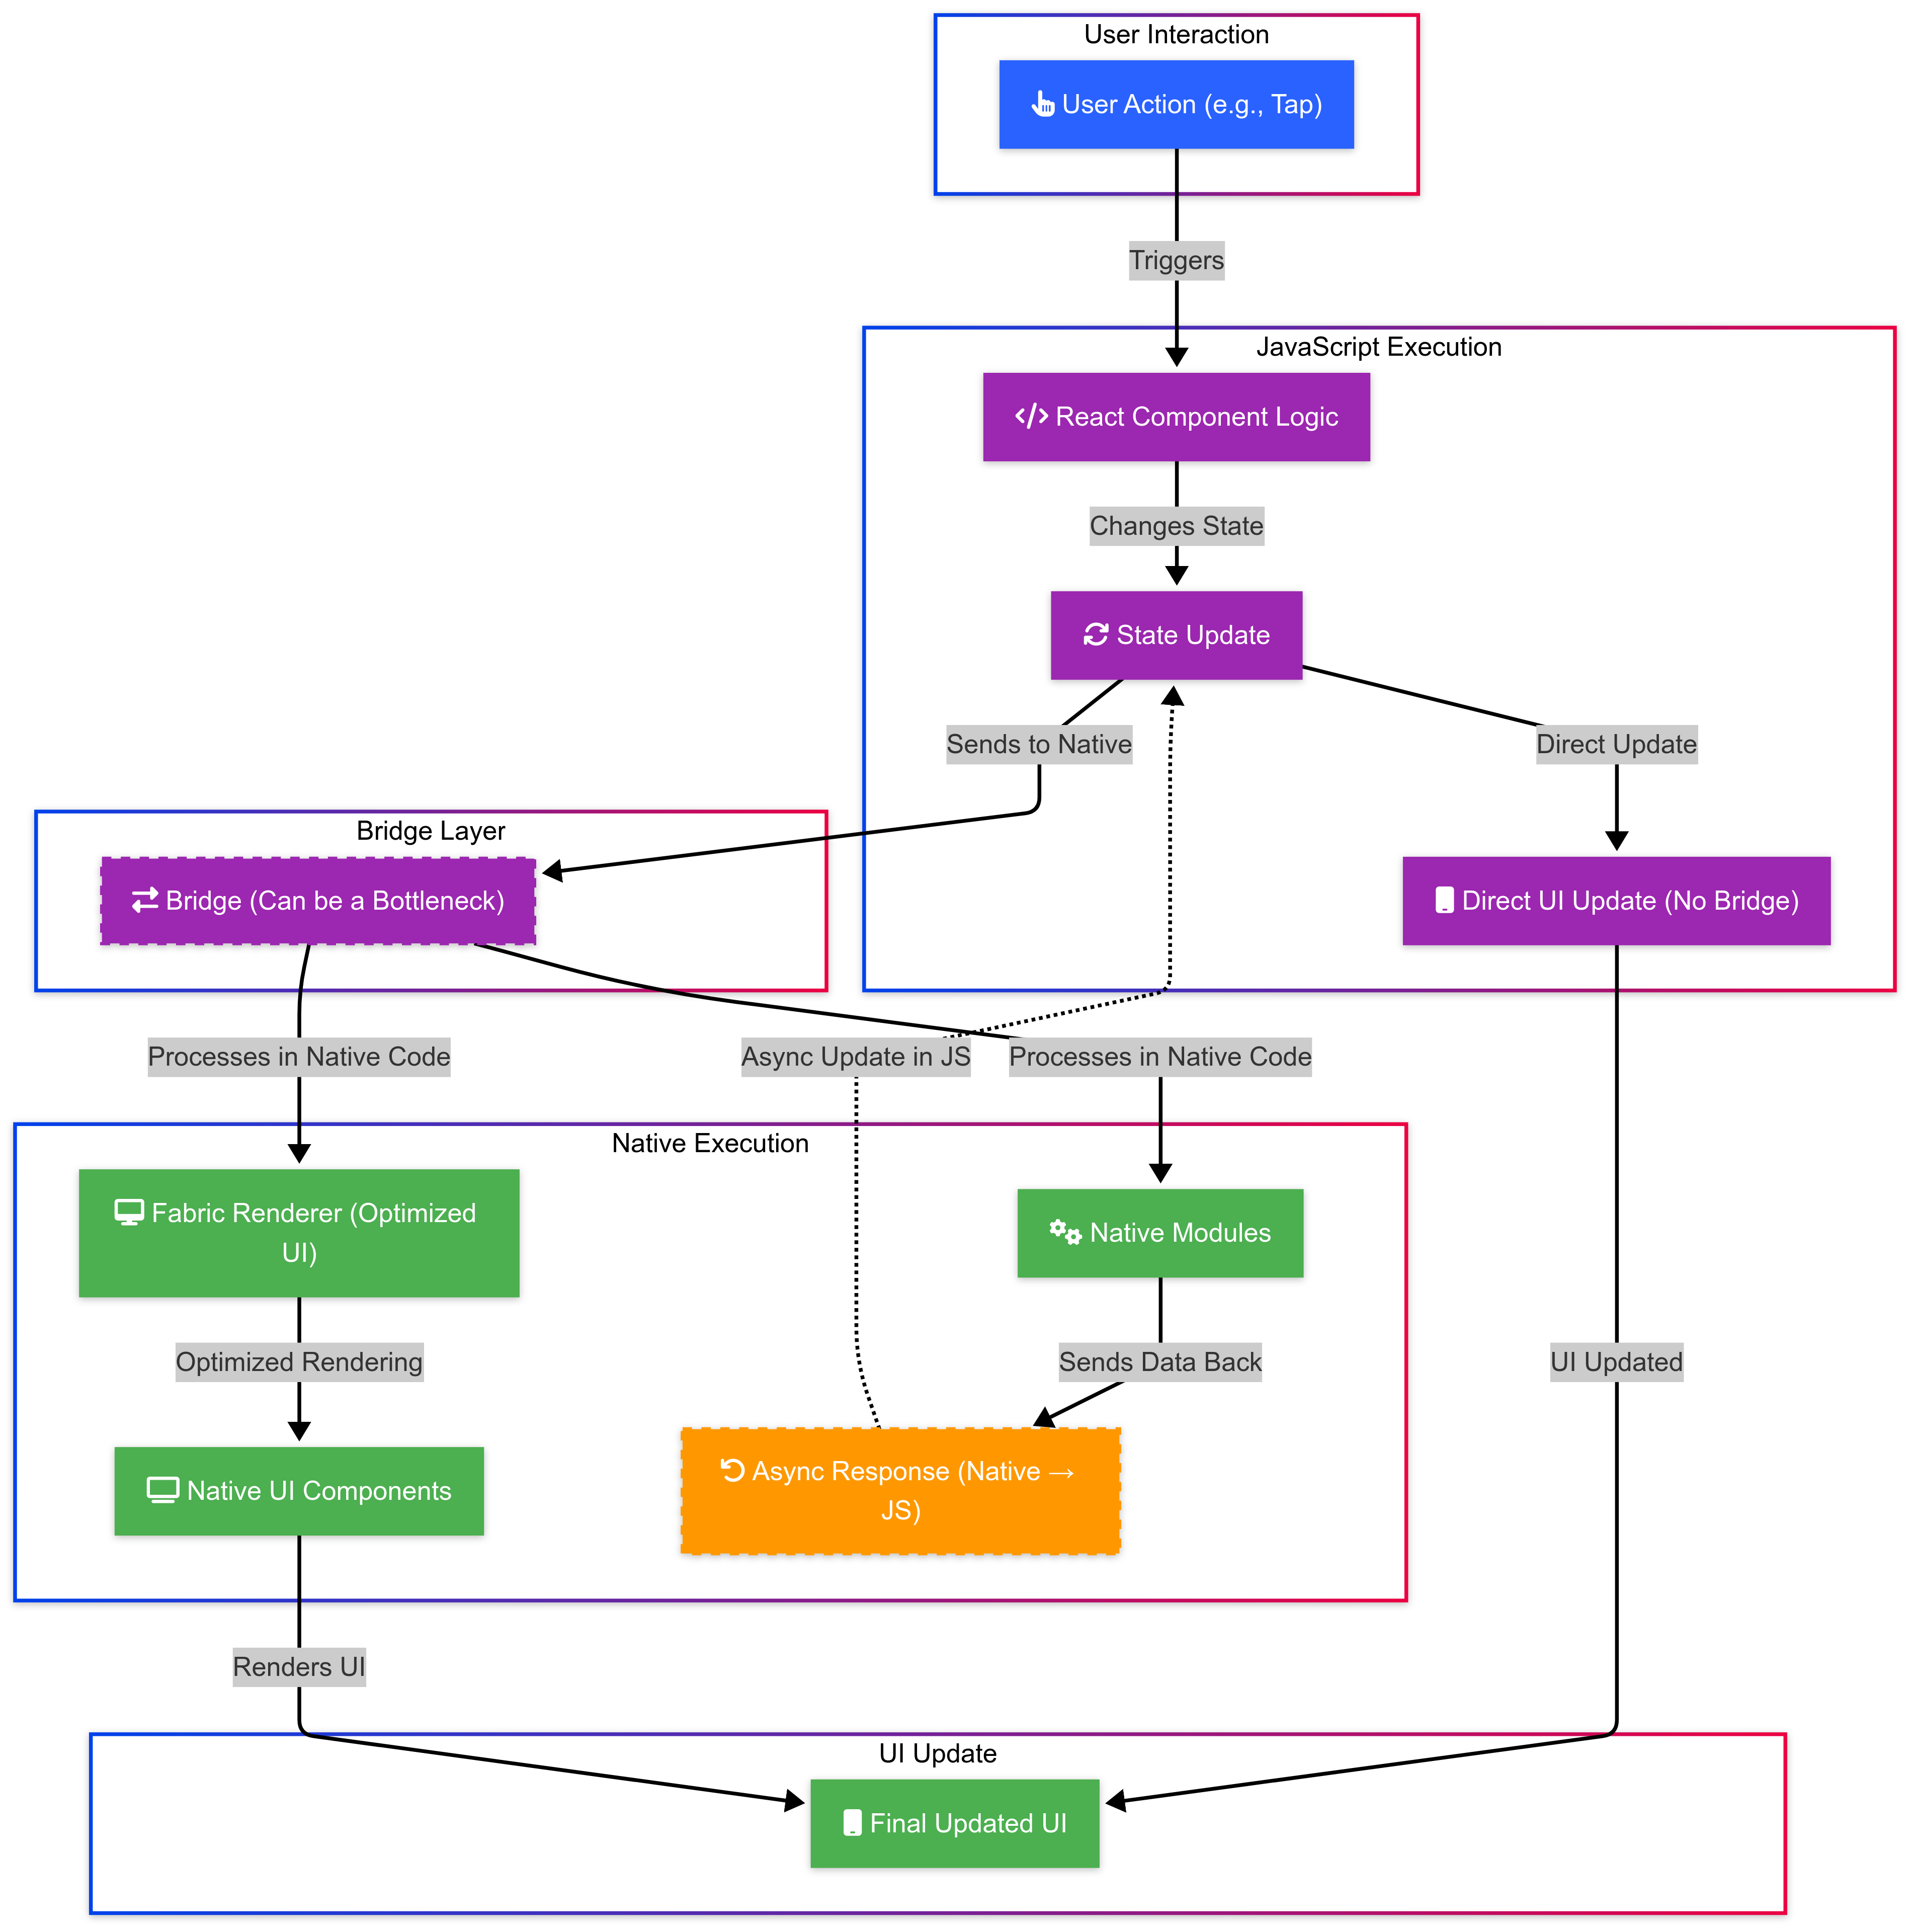 User Interaction
User Action (e.g., Tap)
Triggers
JavaScript Execution
React Component Logic
Changes State
State Update
Sends to Native
Direct Update
Bridge Layer
Bridge (Can be a Bottleneck)
Direct UI Update (No Bridge)
Processes in Native Code
Async Update in JS
Processes in Native Code
Native Execution
Fabric Renderer (Optimized
UI)
Native Modules
Optimized Rendering
Sends Data Back
UI Updated
Native UI Components
Async Response (Native →
JS)
Renders UI
UI Update
Final Updated UI